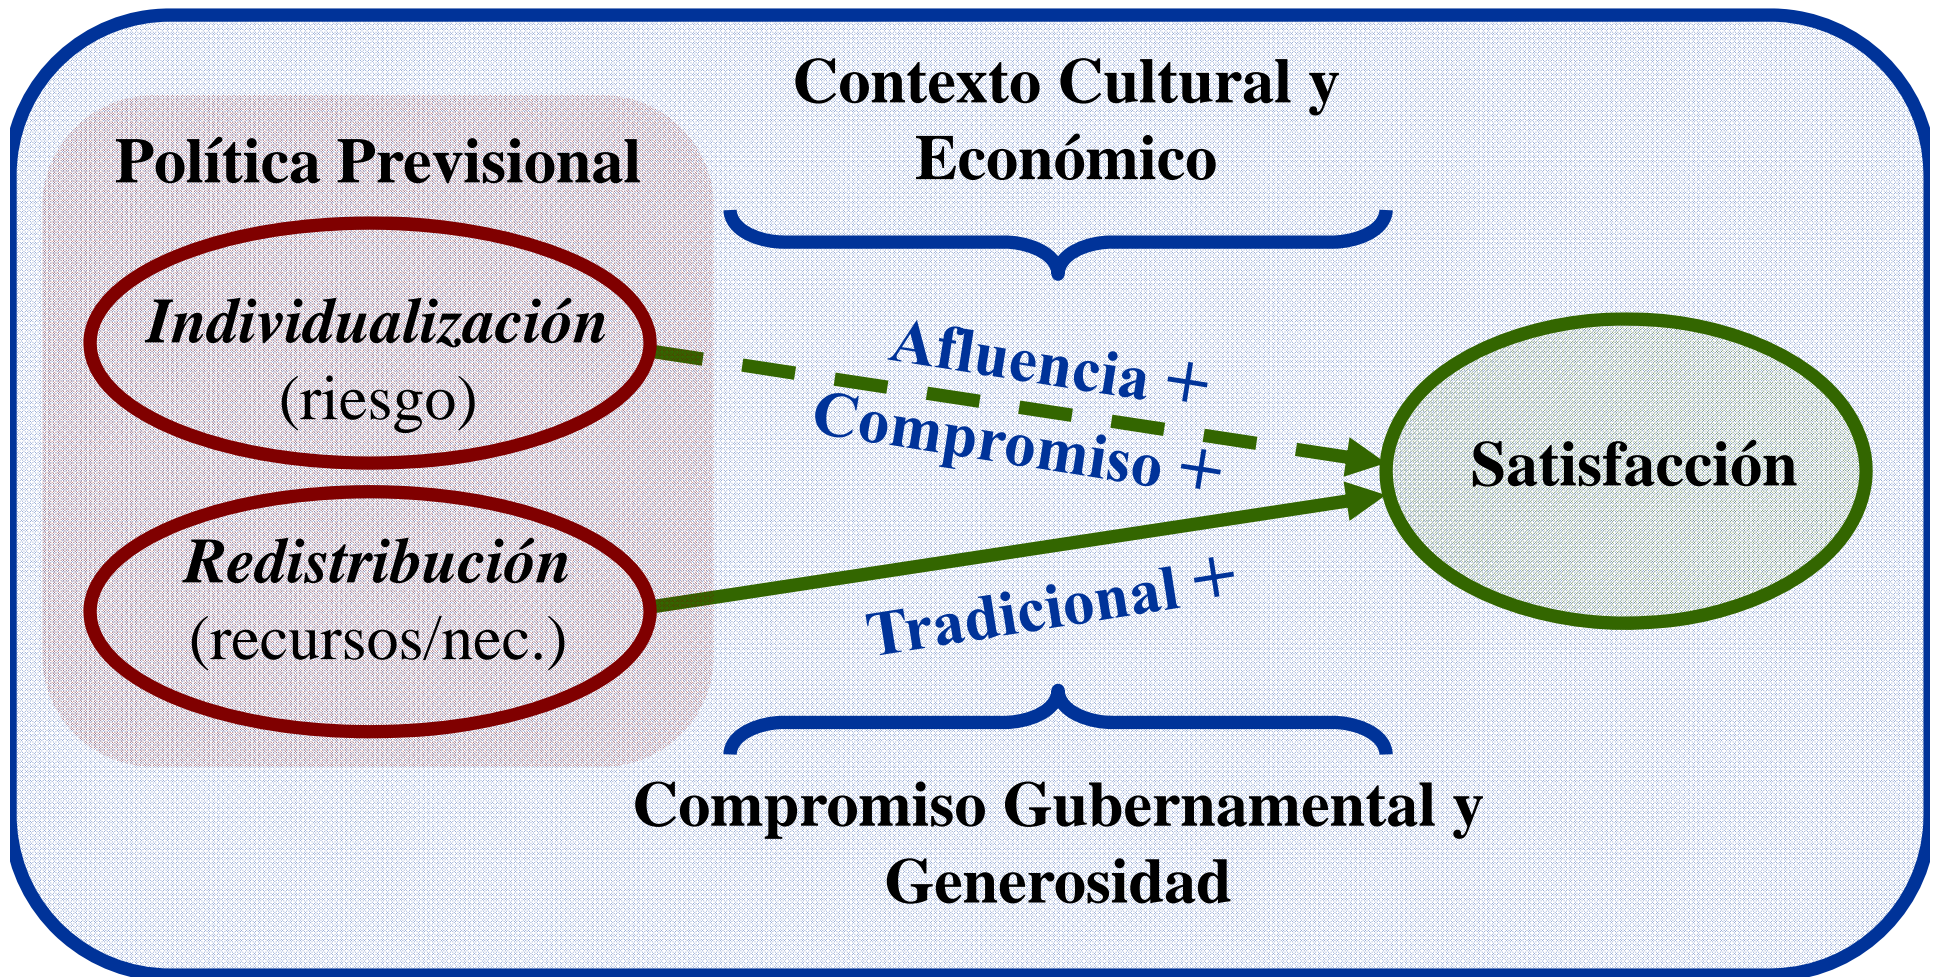 Contexto Cultural y
Económico
Política Previsional
Individualización
(riesgo)
Redistribución
(recursos/nec.)
Afluencia +
Compromiso +
Tradicional +
Satisfacción
Compromiso Gubernamental y
Generosidad